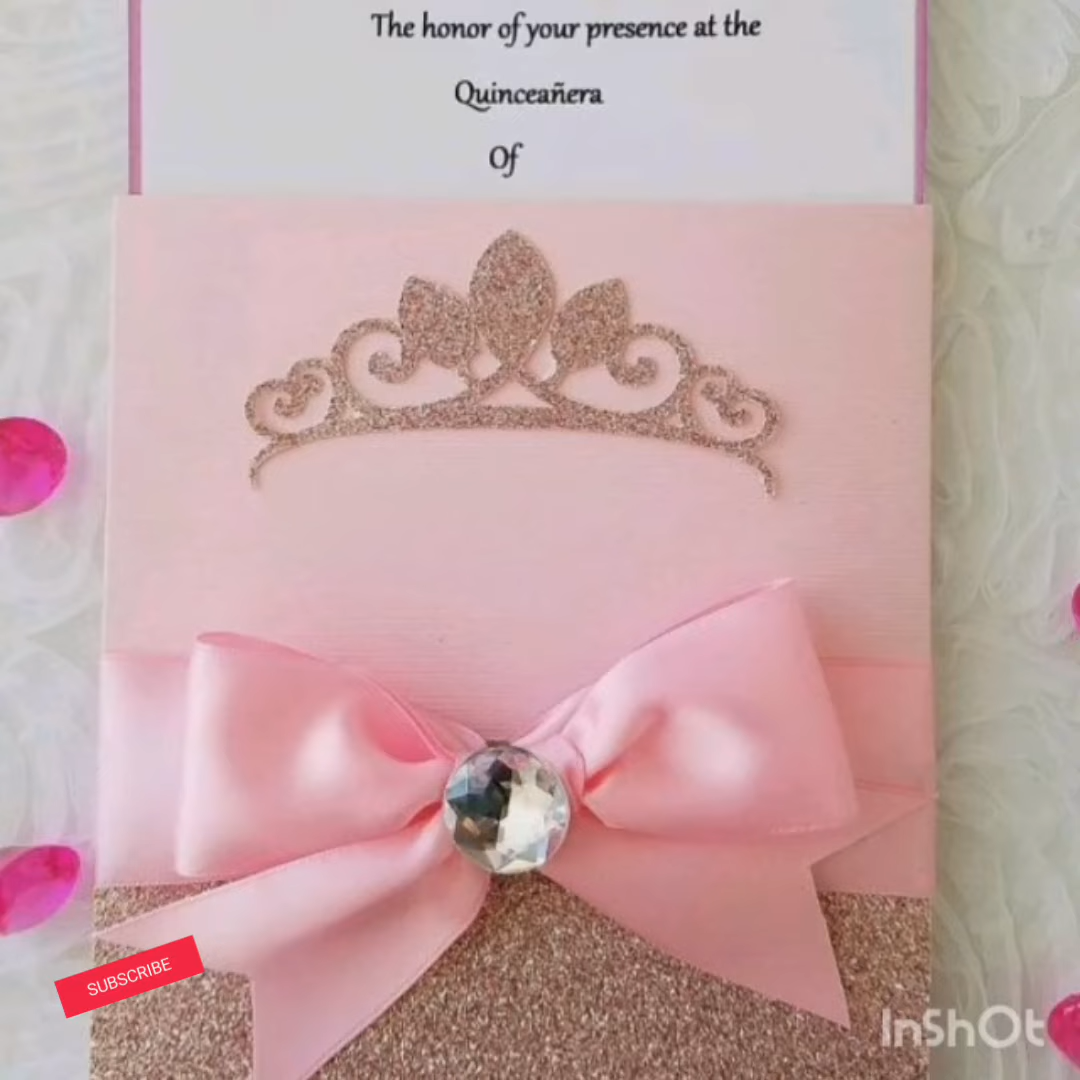 The honor of your presence at the
Quinceañera
Of
SUBSCRIBE
InShOt